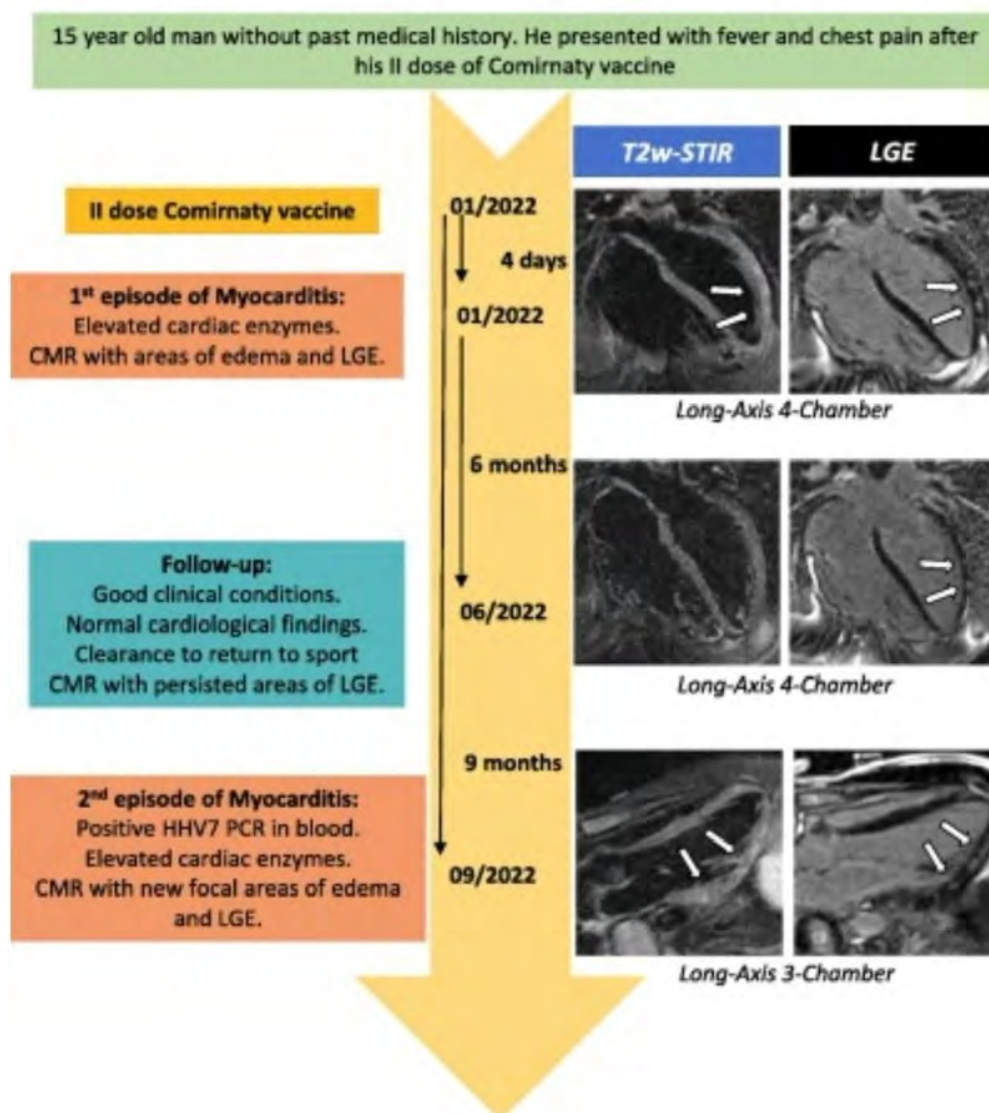 15 year old man without past medical history. He presented with fever and chest pain after
his II dose of Comirnaty vaccine
T2w-STIR
LGE
II dose Comirnaty vaccine
01/2022
4 days
1st episode of Myocarditis:
Elevated cardiac enzymes.
CMR with areas of edema and LGE.
01/2022
Long-Axis 4-Chamber
6 months
Follow-up:
Good clinical conditions.
Normal cardiological findings.
Clearance to return to sport
CMR with persisted areas of LGE.
06/2022
Long-Axis 4-Chamber
9 months
2nd episode of Myocarditis:
Positive HHV7 PCR in blood.
Elevated cardiac enzymes.
CMR with new focal areas of edema
and LGE.
09/2022
Long-Axis 3-Chamber